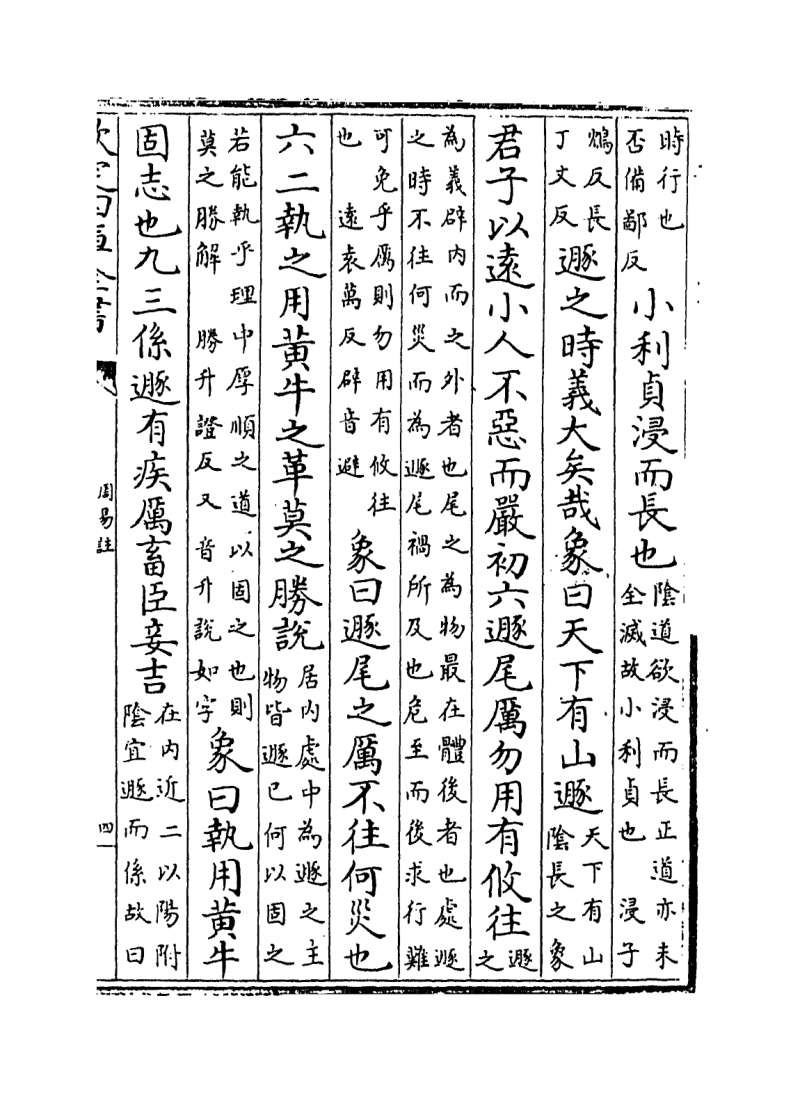 時行也否備鄙反小利貞浸而長也陰道欲浸而長正道亦未全滅故小利貞也浸子
鴆反長丁丈反遯之時義大矣哉象曰天下有山遯天下有山陰長之象
君子以遠小人不惡而嚴初六遯尾厲勿用有攸往遯之
為義辟内而之外者也尾之為物最在體後者也處遯之時不往何災而為遯尾禍所及也危至而後求行難
可免乎厲則勿用有攸往也遠袁萬反辟音避象曰遯尾之厲不往何災也
六二執之用黃牛之革莫之勝說居内處中為遯之主物皆遯已何以固之
若能執乎理中厚順之道以固之也則莫之勝解勝升證反又音升說如字象曰執用黃牛
固志也九三係遯有疾厲畜臣妾吉在内近二以陽附陰宜遯而係故曰
欽定四庫全書
周易註
四